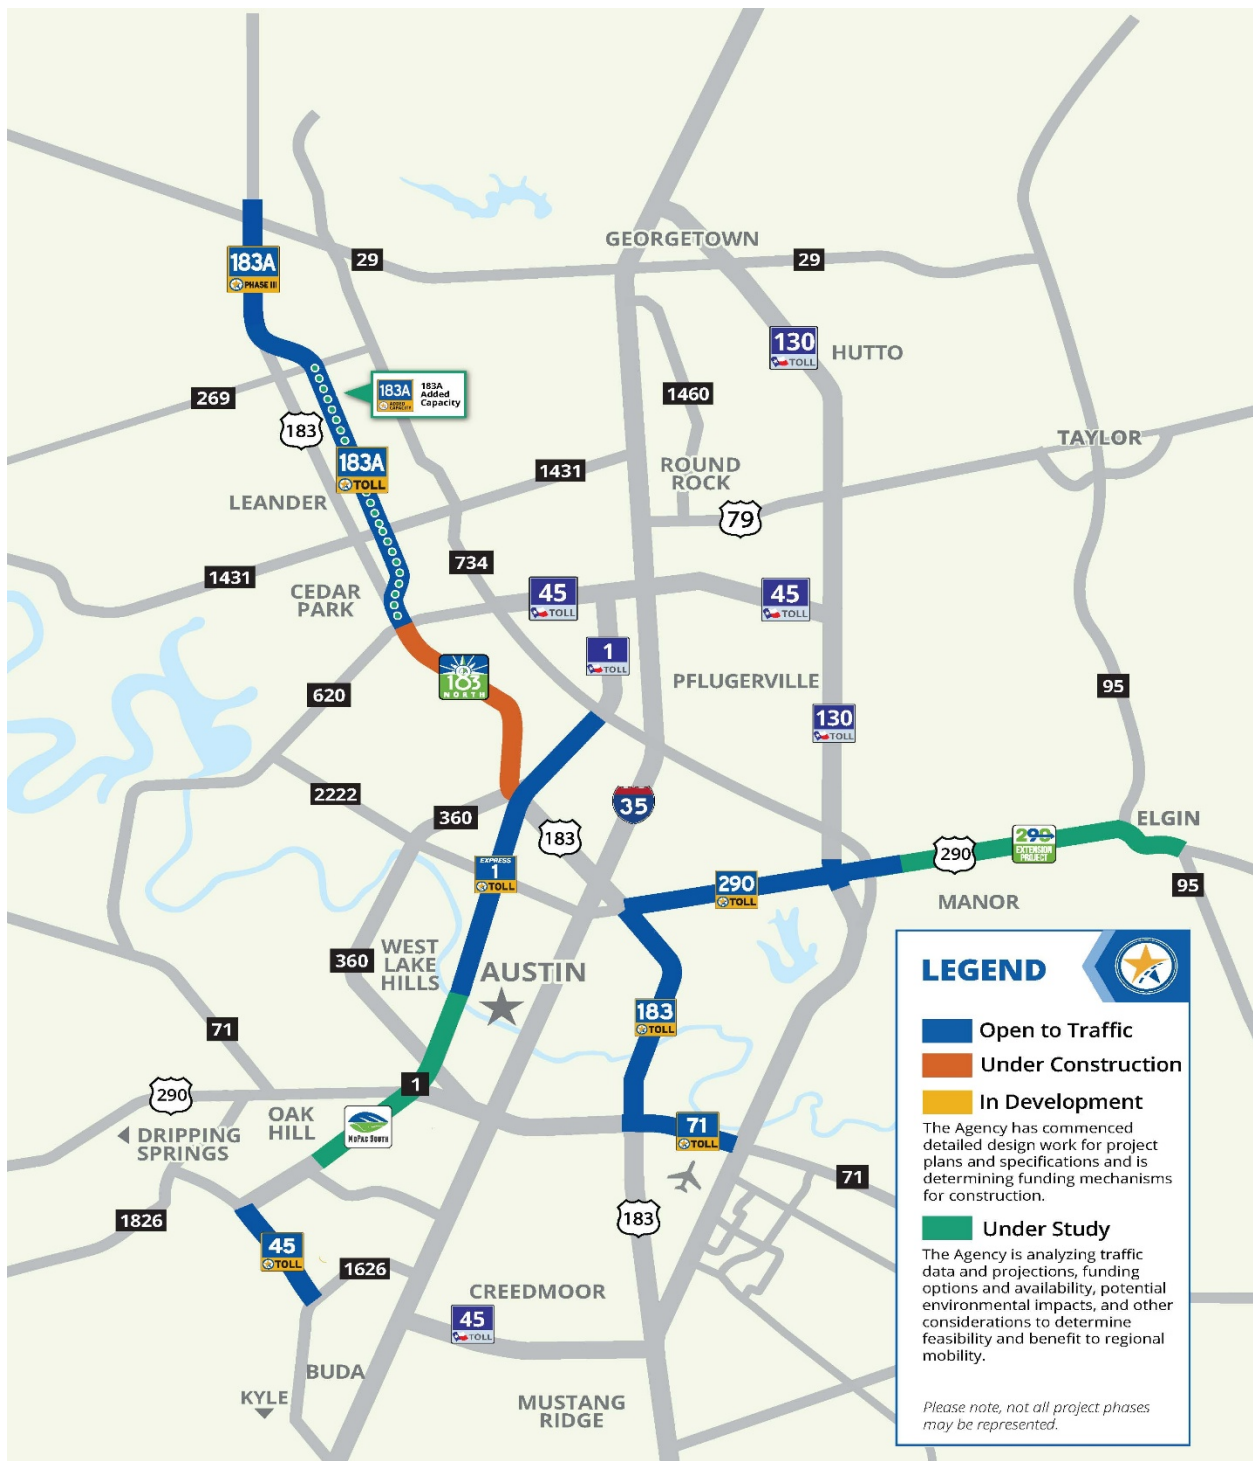 GEORGETOWN
183A
PHASE III
29
29
130
TOLL
HUTTO
269
183A
ADDED
CAPACITY
183A
Added
Capacity
1460
183
TAYLOR
183A
TOLL
1431
ROUND
ROCK
LEANDER
79
734
1431
CEDAR
PARK
45
TOLL
45
TOLL
1
TOLL
183
NORTH
PFLUGERVILLE
620
95
130
TOLL
2222
360
35
183
ELGIN
290
EXTENSION
PROJECT
290
EXPRESS
1
TOLL
290
TOLL
95
MANOR
WEST
LAKE
HILLS
360
AUSTIN
183
TOLL
71
1
290
OAK
HILL
MoPac South
DRIPPING
SPRINGS
71
TOLL
71
1826
183
45
TOLL
1626
CREEDMOOR
45
TOLL
BUDA
KYLE
MUSTANG
RIDGE
LEGEND
Open to Traffic
Under Construction
In Development
The Agency has commenced
detailed design work for project
plans and specifications and is
determining funding mechanisms
for construction.
Under Study
The Agency is analyzing traffic
data and projections, funding
options and availability, potential
environmental impacts, and other
considerations to determine
feasibility and benefit to regional
mobility.
Please note, not all project phases
may be represented.